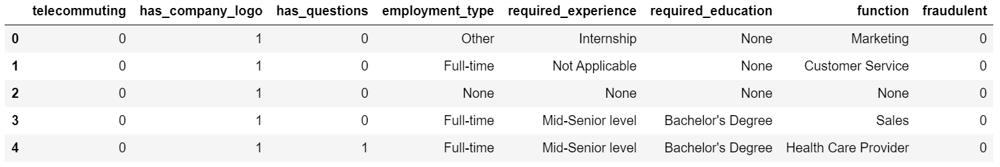 telecommuting has_company_logo has_questions employment_type required_experience required_education function fraudulent
0 0 1 0 Other Internship None Marketing 0
1 0 1 0 Full-time Not Applicable None Customer Service 0
2 0 1 0 None None None None 0
3 0 1 0 Full-time Mid-Senior level Bachelor's Degree Sales 0
4 0 1 1 Full-time Mid-Senior level Bachelor's Degree Health Care Provider 0